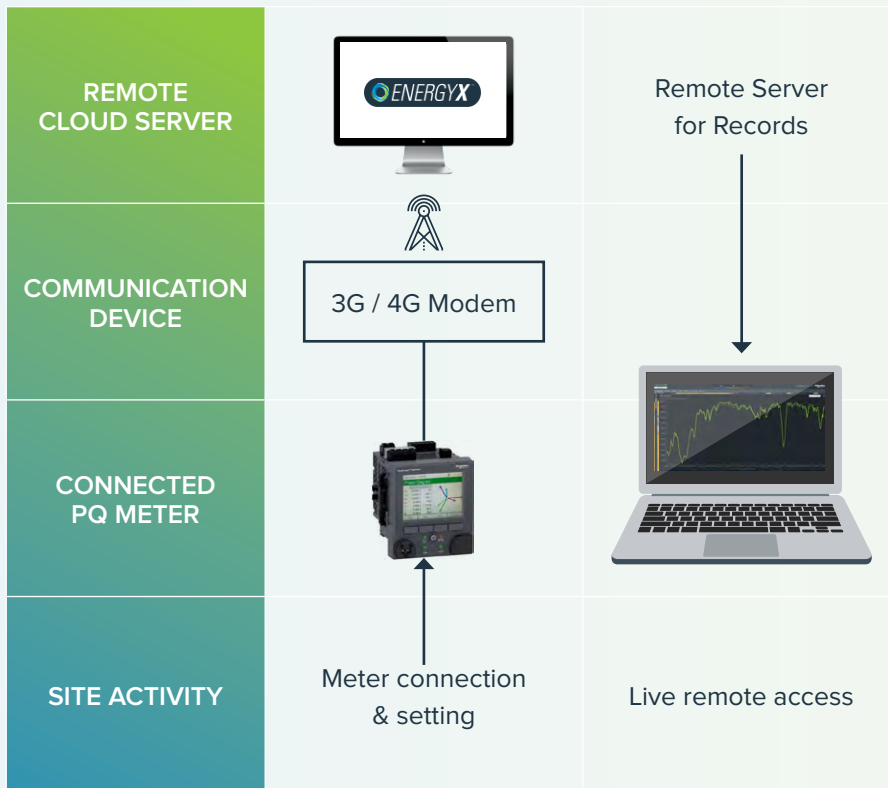 REMOTE
CLOUD SERVER
ENERGYX
Remote Server
for Records
COMMUNICATION
DEVICE
3G / 4G Modem
CONNECTED
PQ METER
SITE ACTIVITY
Meter connection
& setting
Live remote access